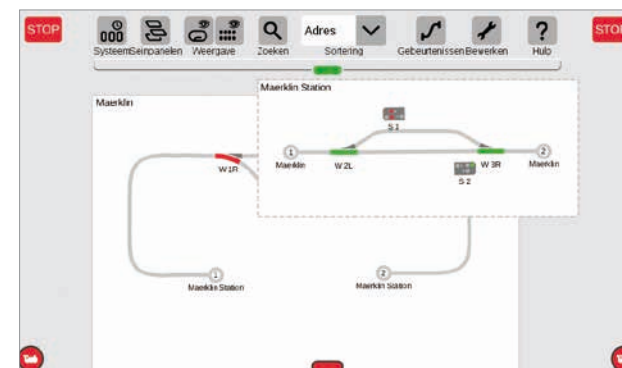 STOP
000
Adres
?
STOP
Systeem Seinpanelen Weergave Zoeken Sortering Gebeurtenissen Bewerken Hulp
Maerklin Station
Maerklin
S 1
1
2
Maerklin W 2L W 3R Maerklin
W1R
S 2
1
2
Maerklin Station
Maerklin Station